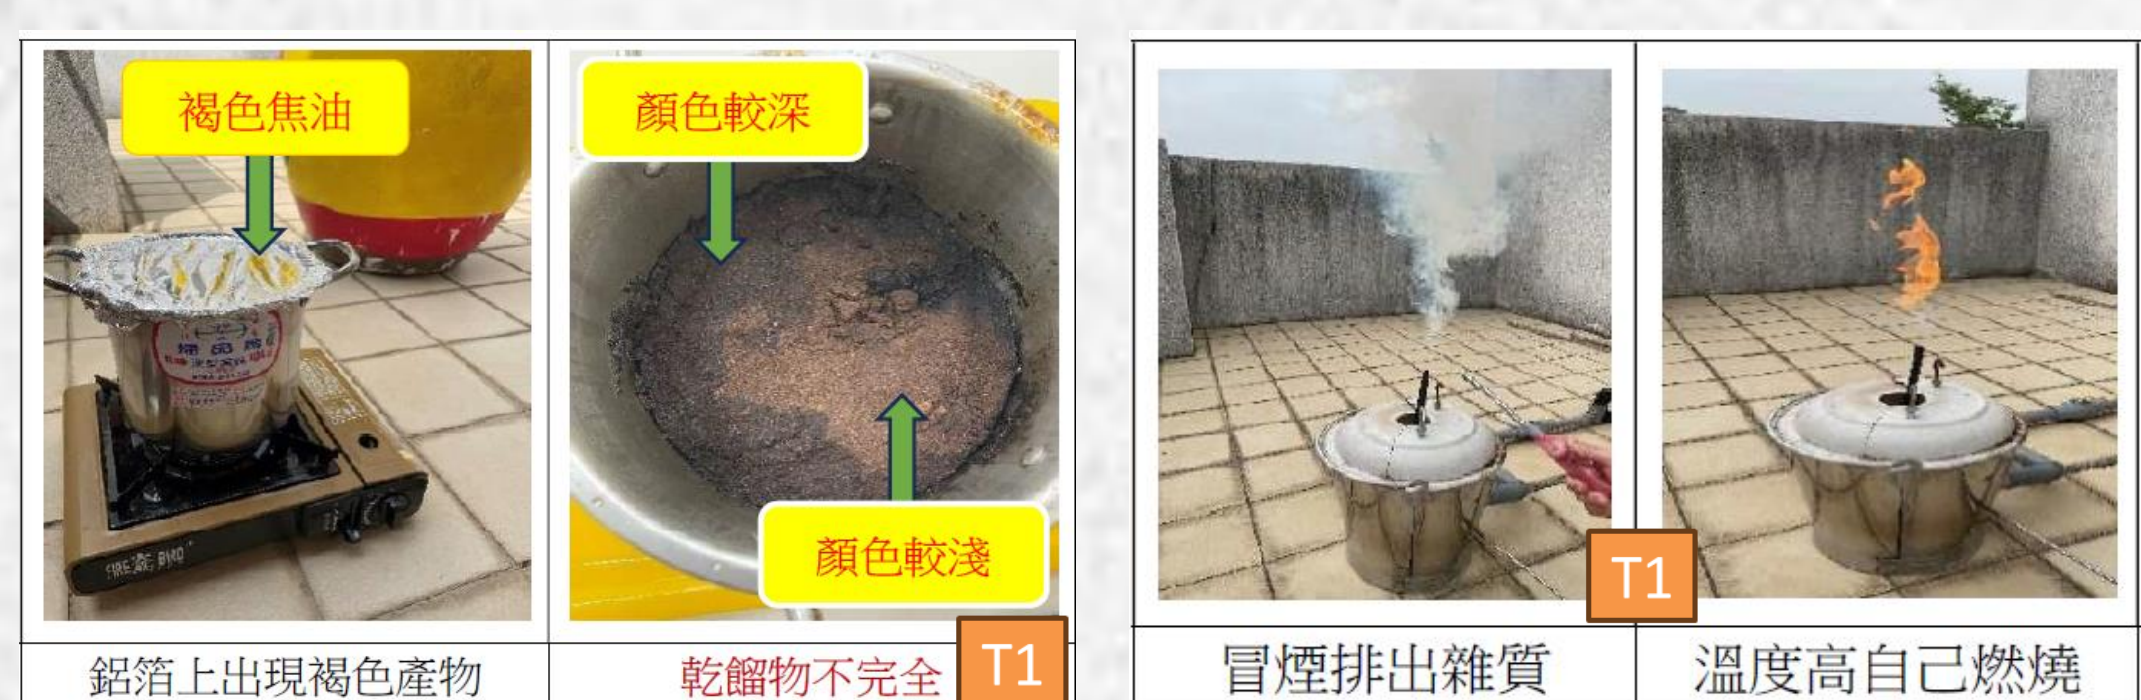 褐色焦油
顏色較深
顏色較淺
T1
T1
鋁箔上出現褐色產物
乾餾物不完全
冒煙排出雜質
溫度高自己燃燒